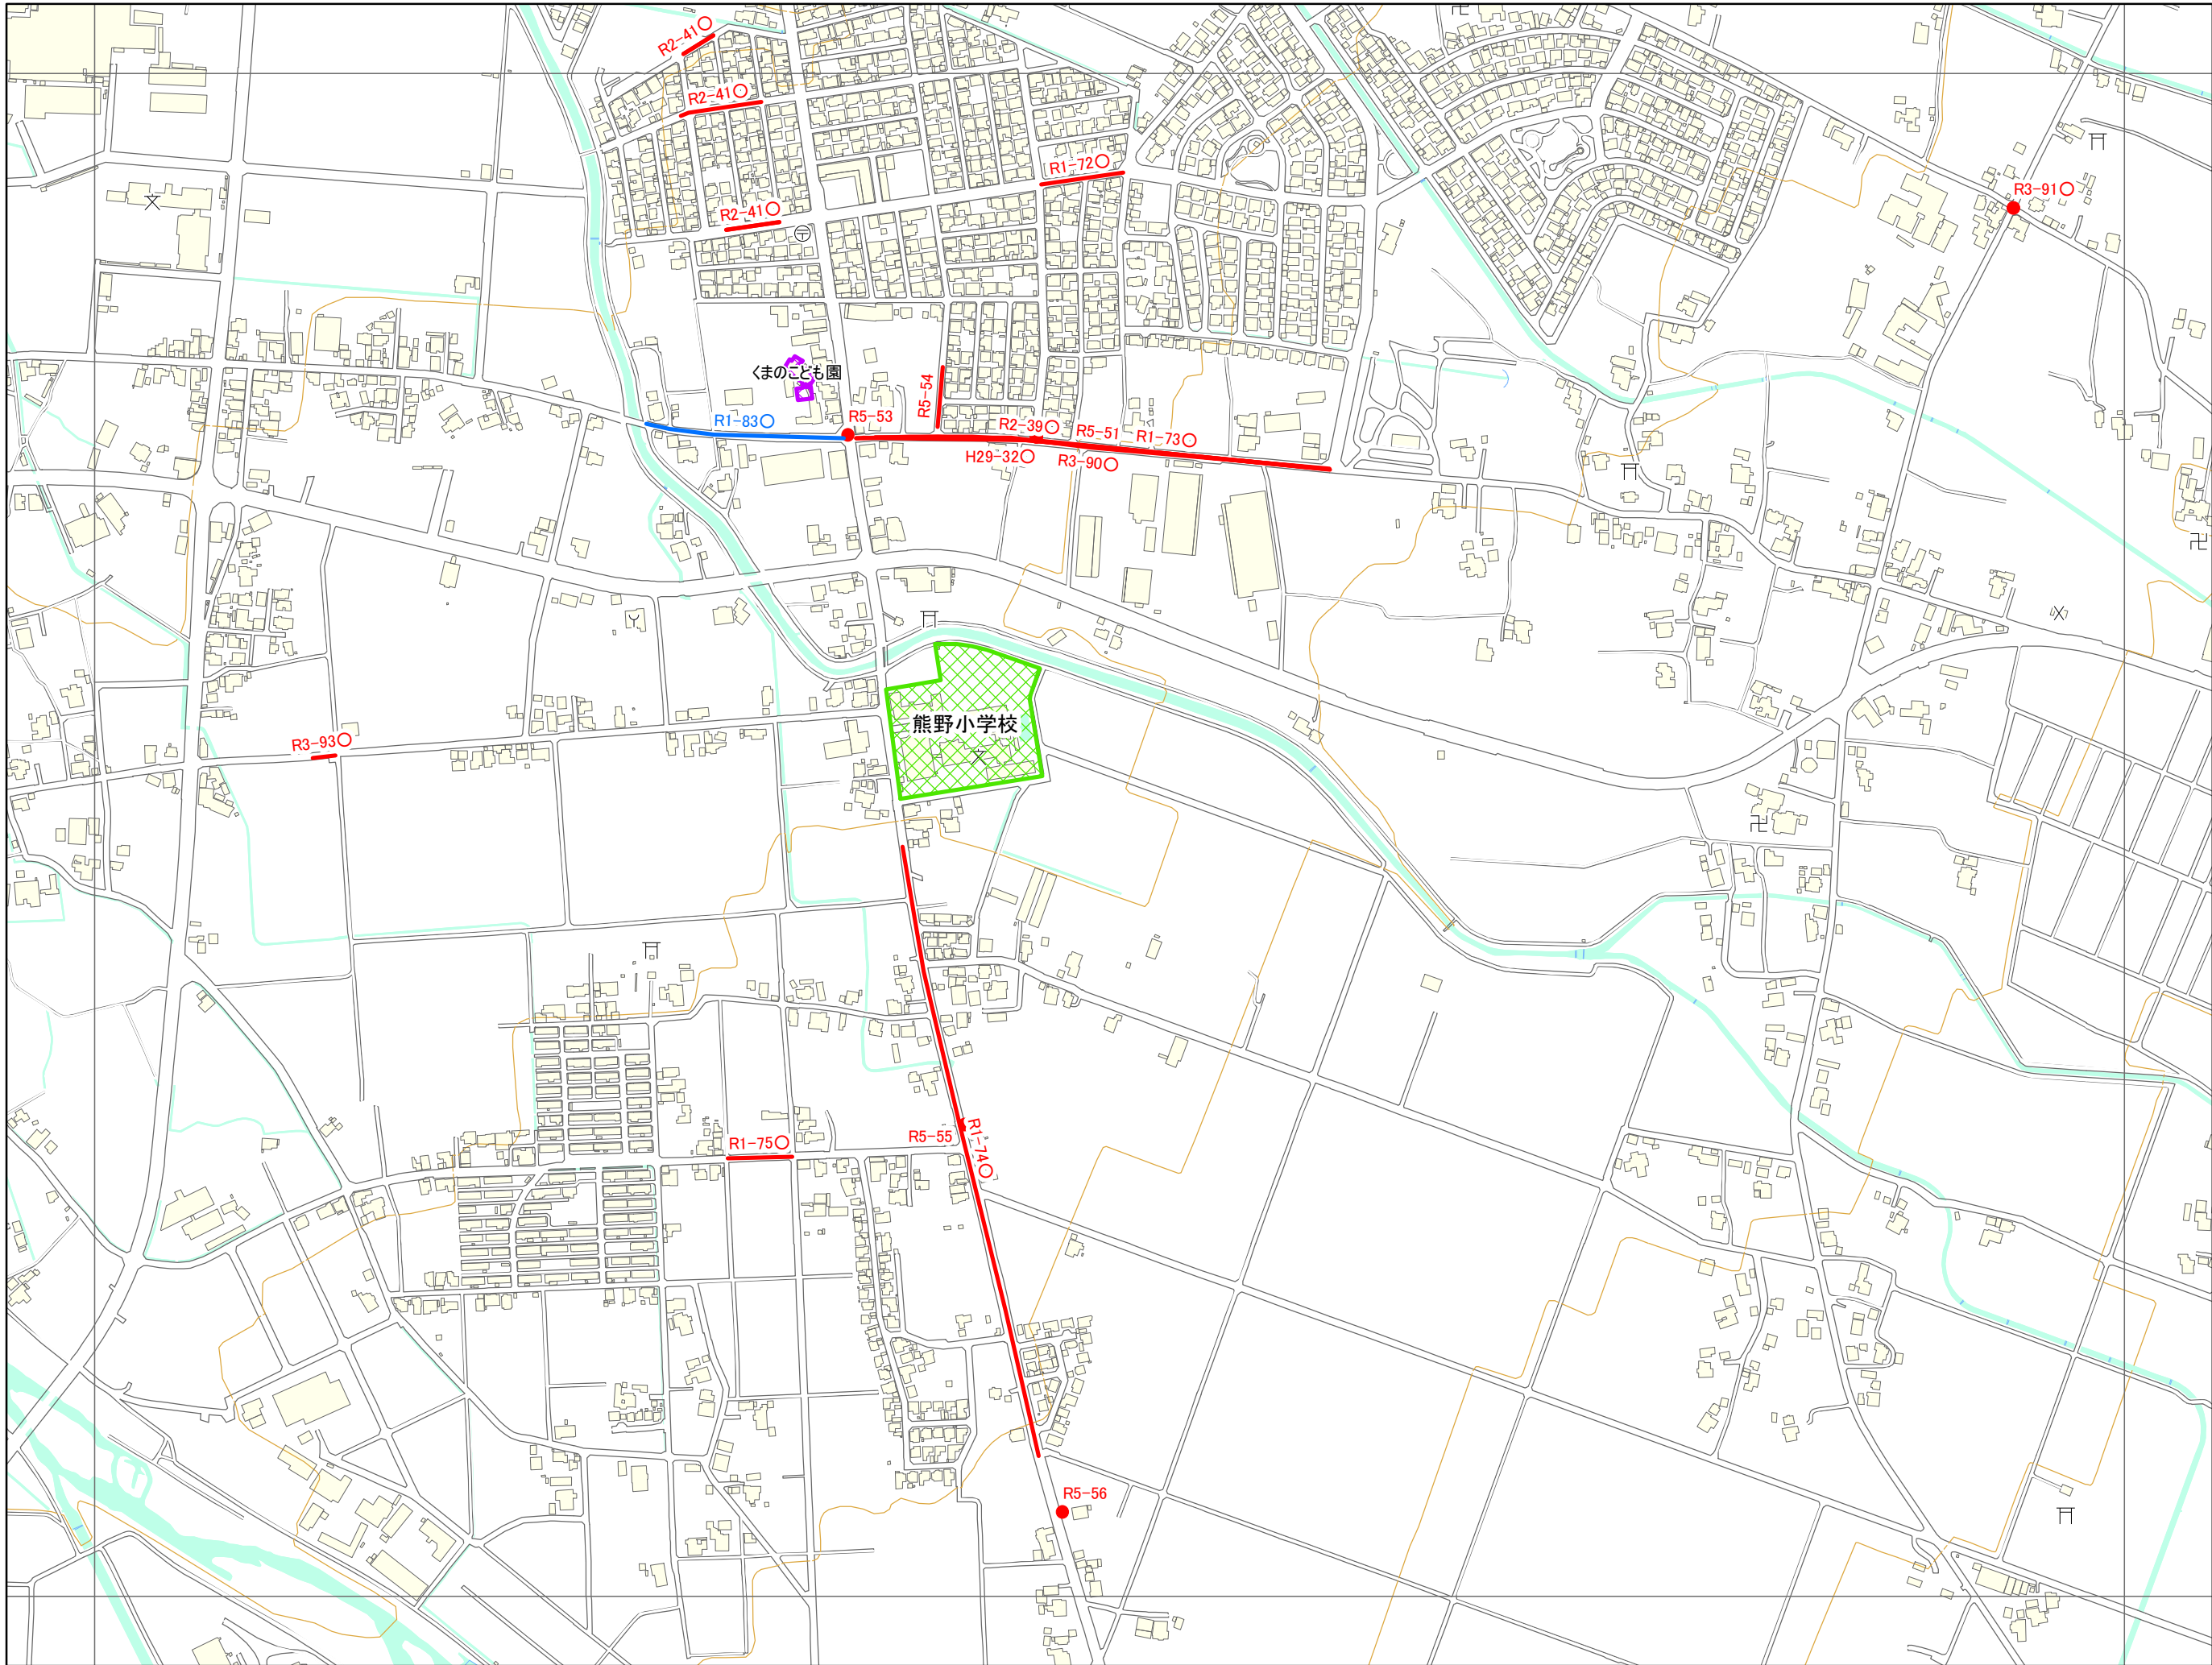 R2-41○
R2-41○
R1-72○
R3-91○
R2-41○
くまのこども園
R5-54
R1-83○
R5-53
R2-39○
R5-51
R1-73○
H29-32○
R3-90○
熊野小学校
R3-93○
R1-75○
R5-55
R1-74○
R5-56